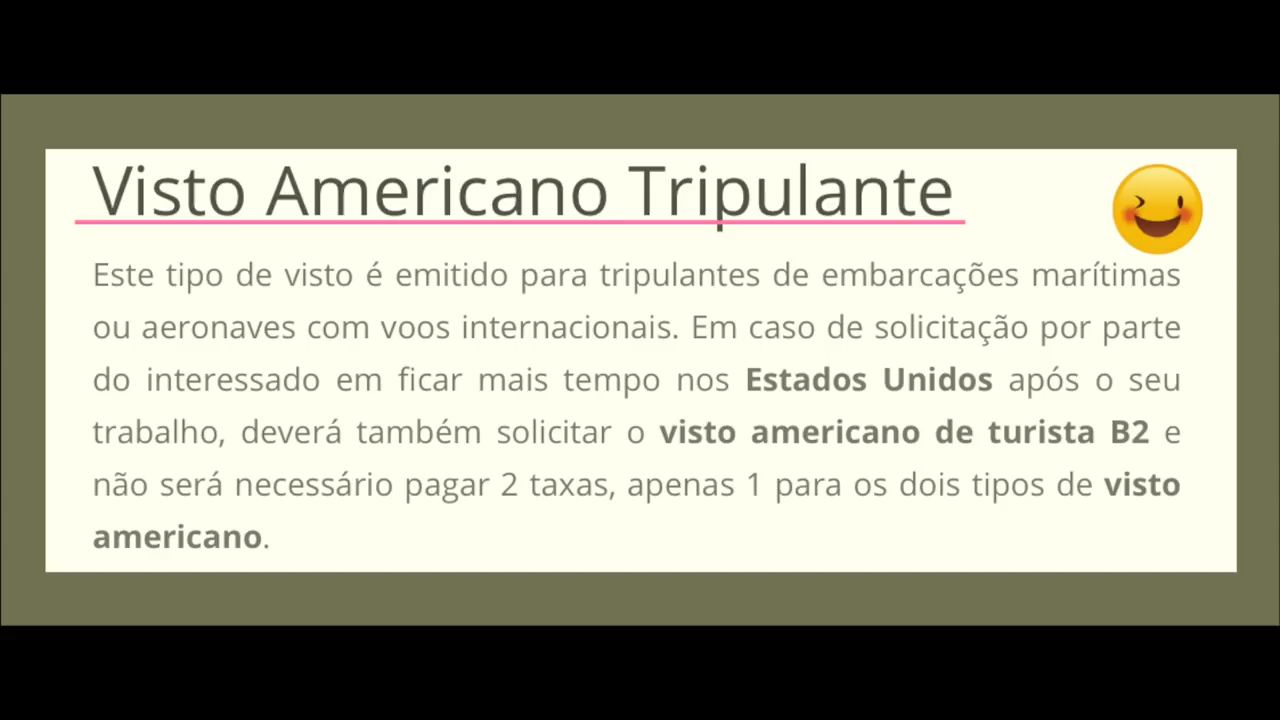 Visto Americano Tripulante
Este tipo de visto é emitido para tripulantes de embarcações marítimas
ou aeronaves com voos internacionais. Em caso de solicitação por parte
do interessado em ficar mais tempo nos Estados Unidos após o seu
trabalho, deverá também solicitar o visto americano de turista B2 e
não será necessário pagar 2 taxas, apenas 1 para os dois tipos de visto
americano.